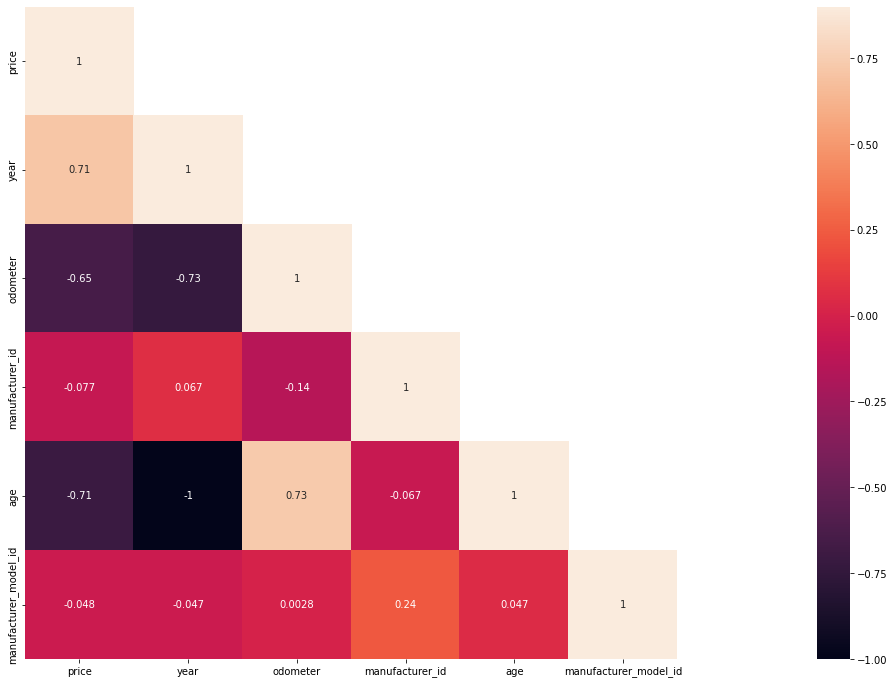 price
1
year
0.71 1
odometer
-0.65 -0.73 1
manufacturer_id
-0.077 0.067 -0.14 1
age
-0.71 -1 0.73 -0.067 1
manufacturer_model_id
-0.048 -0.047 0.0028 0.24 0.047 1
price year odometer manufacturer_id age manufacturer_model_id
0.75
0.50
0.25
0.00
−0.25
−0.50
−0.75
−1.00